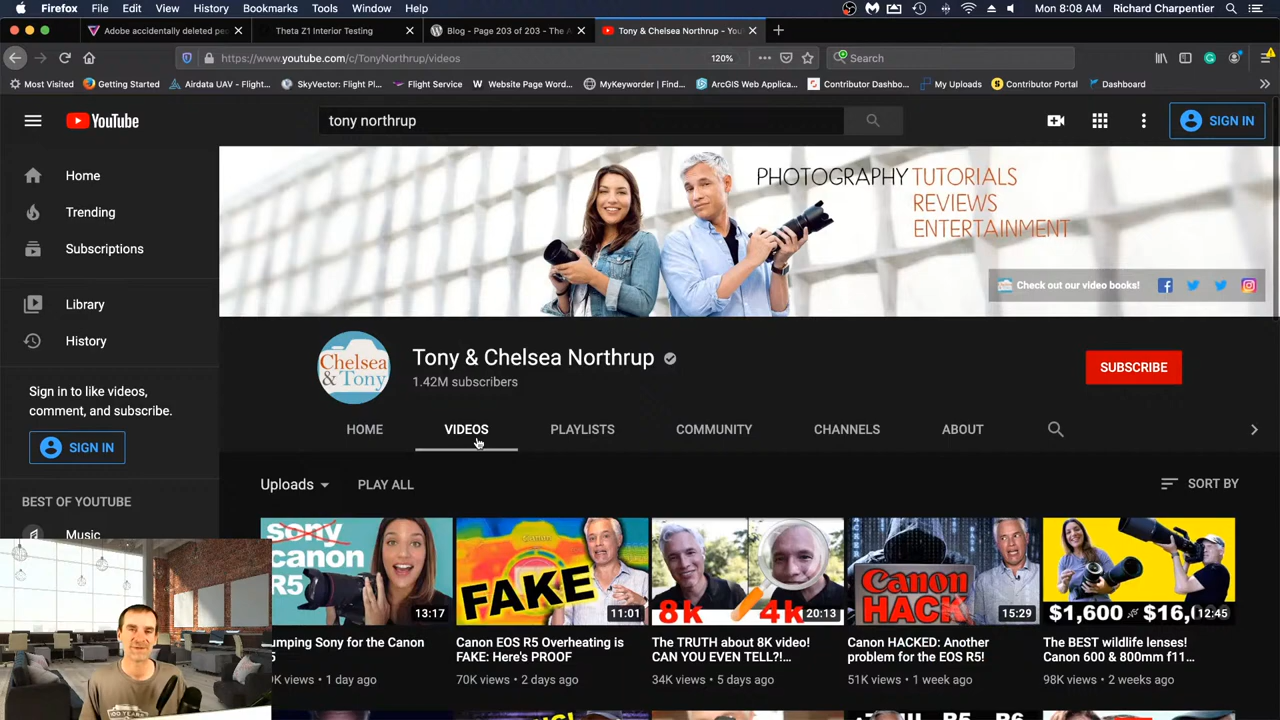 Firefox File Edit View History Bookmarks Tools Window Help Mon 8:08 AM Richard Charpentier
Adobe accidentally deleted pe Theta Z1 Interior Testing Blog - Page 203 of 203 - The A Tony & Chelsea Northrup - You
https://www.youtube.com/c/TonyNorthrup/videos 120% Search
Most Visited Getting Started Airdata UAV - Flight... SkyVector: Flight Pl... Flight Service Website Page Word... MyKeyworder | Find... ArcGIS Web Applica... Contributor Dashbo... My Uploads Contributor Portal Dashboard
YouTube tony northrup SIGN IN
Home
Trending
Subscriptions
Library
History
Sign in to like videos,
comment, and subscribe.
SIGN IN
BEST OF YOUTUBE
Music
PHOTOGRAPHY TUTORIALS
REVIEWS
ENTERTAINMENT
Check out our video books!
Chelsea
& Tony
Tony & Chelsea Northrup
1.42M subscribers
SUBSCRIBE
HOME VIDEOS PLAYLISTS COMMUNITY CHANNELS ABOUT
Uploads PLAY ALL SORT BY
sony
canon
R5
13:17
FAKE
11:01
8k 4k
20:13
Canon
HACK
15:29
$1,600 $16,
12:45
umping Sony for the Canon
5
K views • 1 day ago
Canon EOS R5 Overheating is
FAKE: Here's PROOF
70K views • 2 days ago
The TRUTH about 8K video!
CAN YOU EVEN TELL?!...
34K views • 5 days ago
Canon HACKED: Another
problem for the EOS R5!
51K views • 1 week ago
The BEST wildlife lenses!
Canon 600 & 800mm f11...
98K views • 2 weeks ago